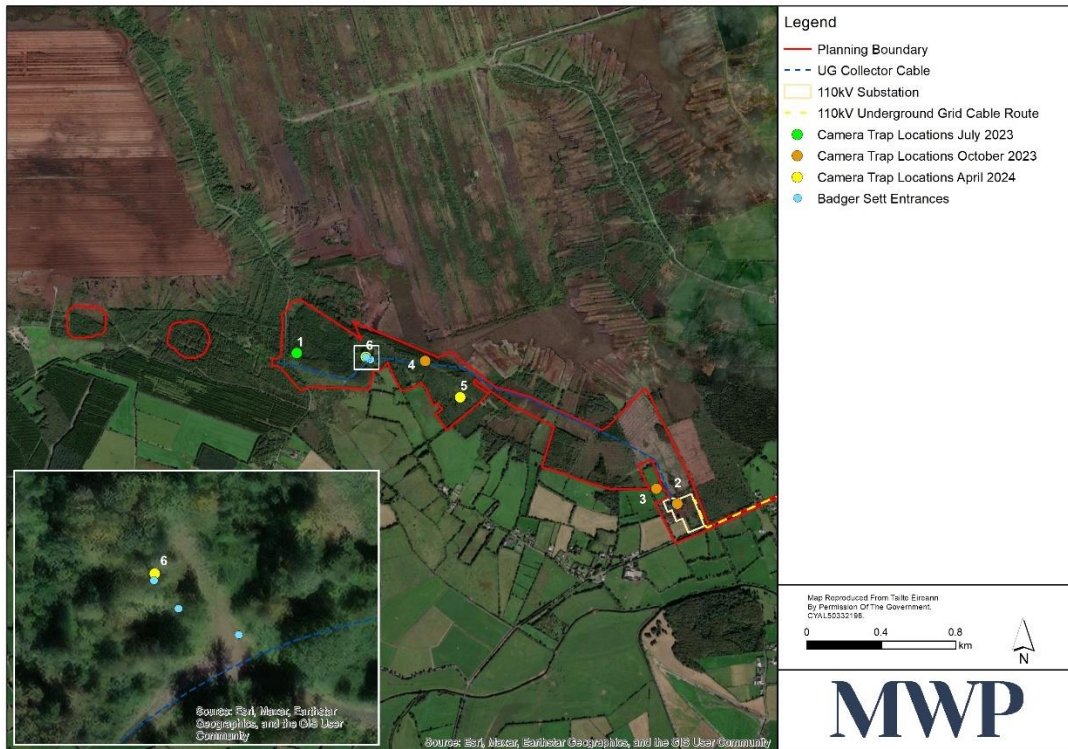 Legend
Planning Boundary
UG Collector Cable
110kV Substation
110kV Underground Grid Cable Route
Camera Trap Locations July 2023
Camera Trap Locations October 2023
Camera Trap Locations April 2024
Badger Sett Entrances
1
6
4
5
2
3
6
Source: Esri, Maxar, Earthstar
Geographics, and the GIS User
Community
Source: Esri, Maxar, Earthstar Geographics, and the GIS User Community
Map Reproduced From Tailte Éireann
By Permission Of The Government.
CYAL50332198.
0 0.4 0.8
km
N
MWP